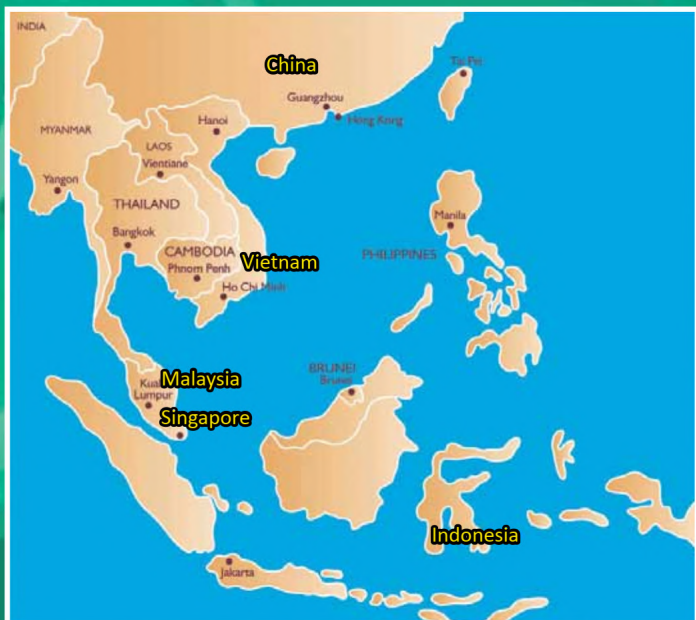 INDIA
China
Tai Pei
Guangzhou
Hong Kong
Hanoi
MYANMAR
LAOS
Vientiane
Yangon
THAILAND
Manila
Bangkok
CAMBODIA
Vietnam
PHILIPPINES
Phnom Penh
Ho Chi Minh
BRUNEI
Brunei
Malaysia
Kuala
Lumpur
Singapore
Indonesia
Jakarta